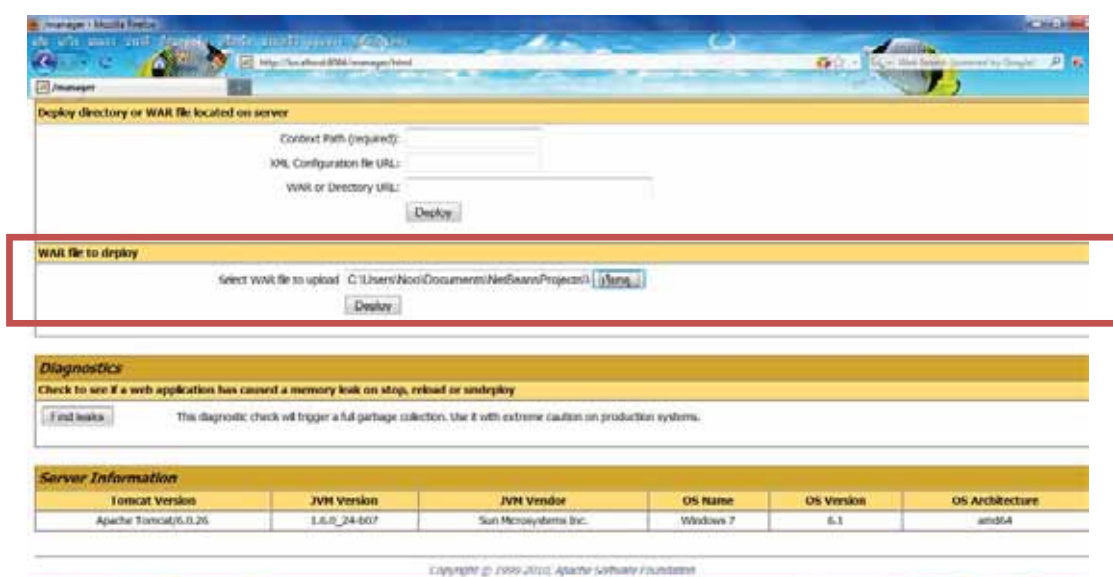 /manager - Mozilla Firefox
http://localhost:8084/manager/html
/manager
Deploy directory or WAR file located on server
Context Path (required):
XML Configuration file URL:
WAR or Directory URL:
Deploy
WAR file to deploy
Select WAR file to upload C:\Users\Noo\Documents\NetBeansProjects\
Deploy
Diagnostics
Check to see if a web application has caused a memory leak on stop, reload or undeploy
Find leaks This diagnostic check will trigger a full garbage collection. Use it with extreme caution on production systems.
Server Information
Tomcat Version JVM Version JVM Vendor OS Name OS Version OS Architecture
Apache Tomcat/6.0.26 1.6.0_24-b07 Sun Microsystems Inc. Windows 7 6.1 amd64
Copyright © 1999-2010, Apache Software Foundation